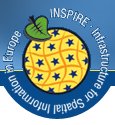 INSPIRE · Infrastructure for Spatial Information in Europe